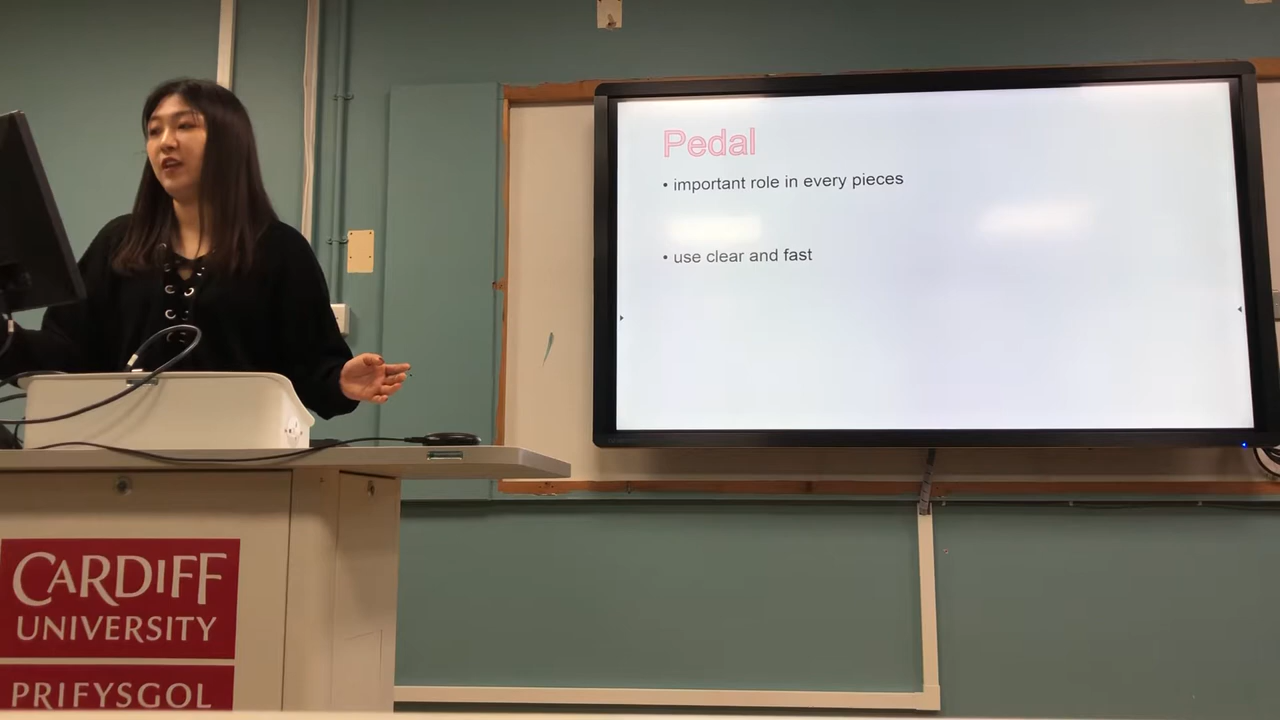 Pedal
• important role in every pieces
• use clear and fast
CARDIFF
UNIVERSITY
PRIFYSGOL